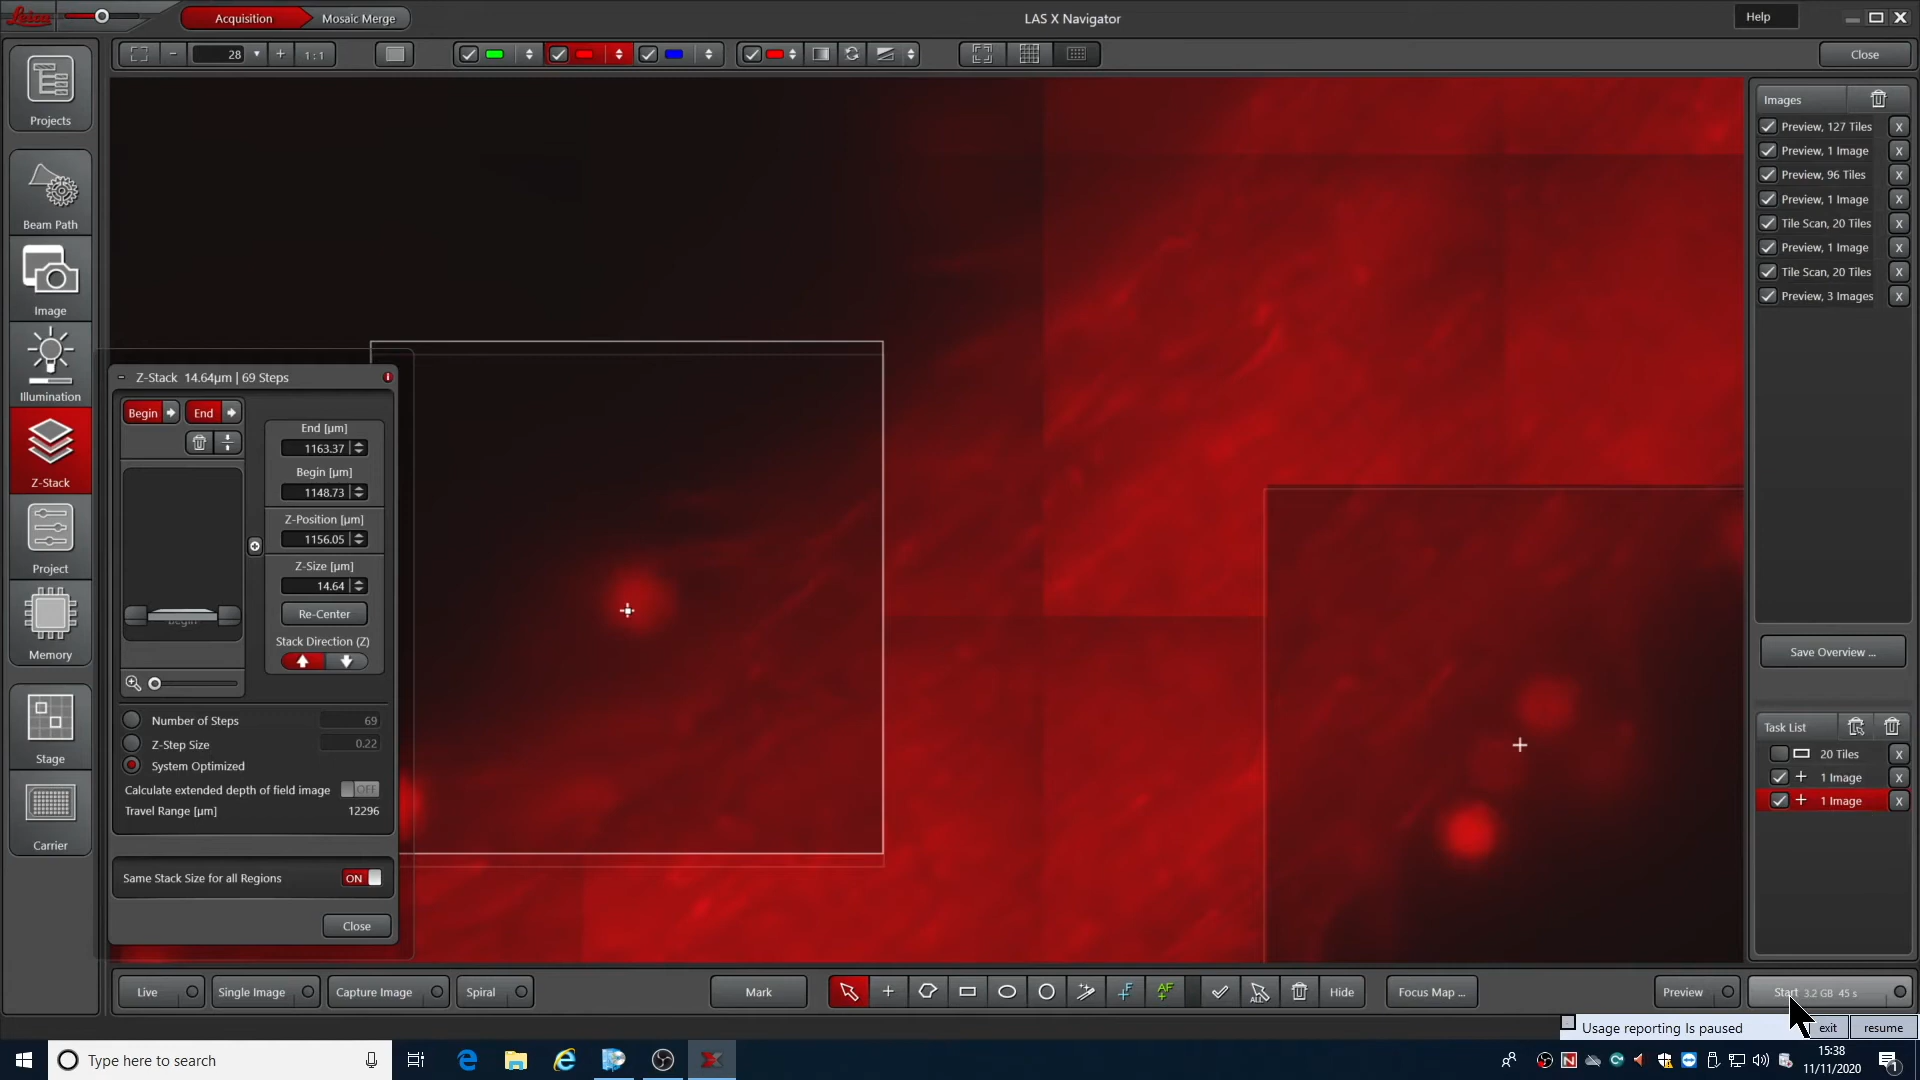 Leica
Acquisition
Mosaic Merge
LAS X Navigator
Help
28
1:1
Close
Projects
Beam Path
Image
Illumination
Z-Stack
Project
Memory
Stage
Carrier
Z-Stack 14.64µm | 69 Steps
Begin
End
End [µm]
1163.37
Begin [µm]
1148.73
Z-Position [µm]
1156.05
Z-Size [µm]
14.64
Re-Center
Stack Direction (Z)
Begin
Number of Steps
69
Z-Step Size
0.22
System Optimized
Calculate extended depth of field image
OFF
Travel Range [µm]
12296
Same Stack Size for all Regions
ON
Close
Images
Preview, 127 Tiles X
Preview, 1 Image X
Preview, 96 Tiles X
Preview, 1 Image X
Tile Scan, 20 Tiles X
Preview, 1 Image X
Tile Scan, 20 Tiles X
Preview, 3 Images X
Save Overview ...
Task List
20 Tiles X
1 Image X
1 Image X
Live
Single Image
Capture Image
Spiral
Mark
F
AF
ALL
Hide
Focus Map ...
Preview
Start 3.2 GB 45 s
Usage reporting Is paused
exit
resume
Type here to search
15:38
11/11/2020
1